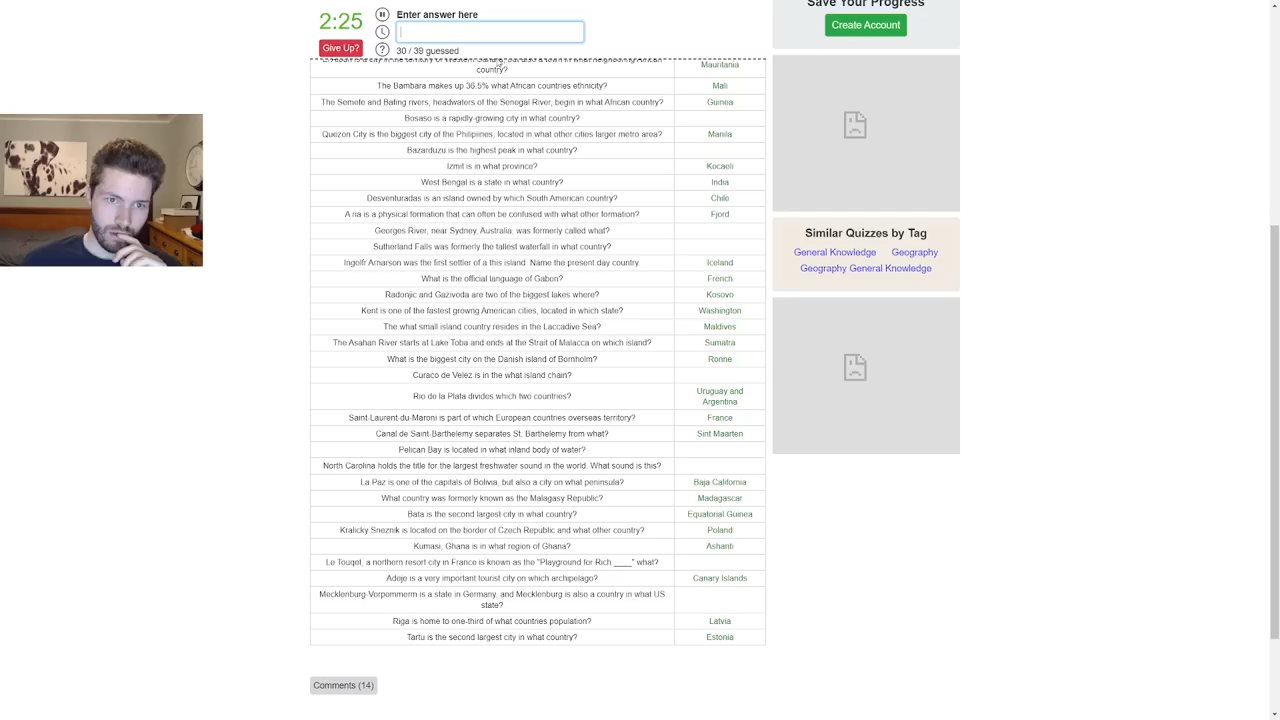 Save Your Progress
2:25
Enter answer here
Create Account
Give Up?
?
30 / 39 guessed
country?
Mauritania
The Bambara makes up 36.5% what African countries ethnicity?
Mali
The Semefe and Bafing rivers, headwaters of the Senegal River, begin in what African country?
Guinea
Bosaso is a rapidly-growing city in what country?
Quezon City is the biggest city of the Philipiines, located in what other cities larger metro area?
Manila
Bazarduzu is the highest peak in what country?
Izmit is in what province?
Kocaeli
West Bengal is a state in what country?
India
Desventuradas is an island owned by which South American country?
Chile
A ria is a physical formation that can often be confused with what other formation?
Fjord
Georges River, near Sydney, Australia, was formerly called what?
Sutherland Falls was formerly the tallest waterfall in what country?
Ingolfr Arnarson was the first settler of a this island. Name the present day country.
Iceland
What is the official language of Gabon?
French
Radonjic and Gazivoda are two of the biggest lakes where?
Kosovo
Kent is one of the fastest growng American cities, located in which state?
Washington
The what small island country resides in the Laccadive Sea?
Maldives
The Asahan River starts at Lake Toba and ends at the Strait of Malacca on which island?
Sumatra
What is the biggest city on the Danish island of Bornholm?
Ronne
Curaco de Velez is in the what island chain?
Rio de la Plata divides which two countries?
Uruguay and
Argentina
Saint-Laurent-du-Maroni is part of which European countries overseas territory?
France
Canal de Saint-Barthelemy separates St. Barthelemy from what?
Sint Maarten
Pelican Bay is located in what inland body of water?
North Carolina holds the title for the largest freshwater sound in the world. What sound is this?
La Paz is one of the capitals of Bolivia, but also a city on what peninsula?
Baja California
What country was formerly known as the Malagasy Republic?
Madagascar
Bata is the second largest city in what country?
Equatorial Guinea
Kralicky Sneznik is located on the border of Czech Republic and what other country?
Poland
Kumasi, Ghana is in what region of Ghana?
Ashanti
Le Touqet, a northern resort city in France is known as the "Playground for Rich ____" what?
Adeje is a very important tourist city on which archipelago?
Canary Islands
Mecklenburg-Vorpommerm is a state in Germany, and Mecklenburg is also a country in what US
state?
Riga is home to one-third of what countries population?
Latvia
Tartu is the second largest city in what country?
Estonia
Similar Quizzes by Tag
General Knowledge Geography
Geography General Knowledge
Comments (14)